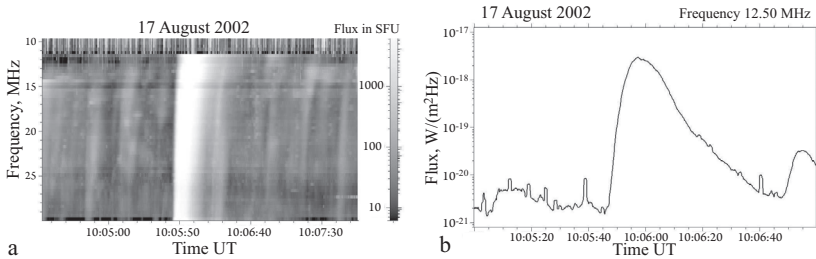 17 August 2002
Flux in SFU
10
15
20
25
Frequency, MHz
1000
100
10
10:05:00 10:05:50 10:06:40 10:07:30
Time UT
a
17 August 2002 Frequency 12.50 MHz
10-17
10-18
10-19
10-20
10-21
Flux, W/(m2Hz)
10:05:20 10:05:40 10:06:00 10:06:20 10:06:40
Time UT
b